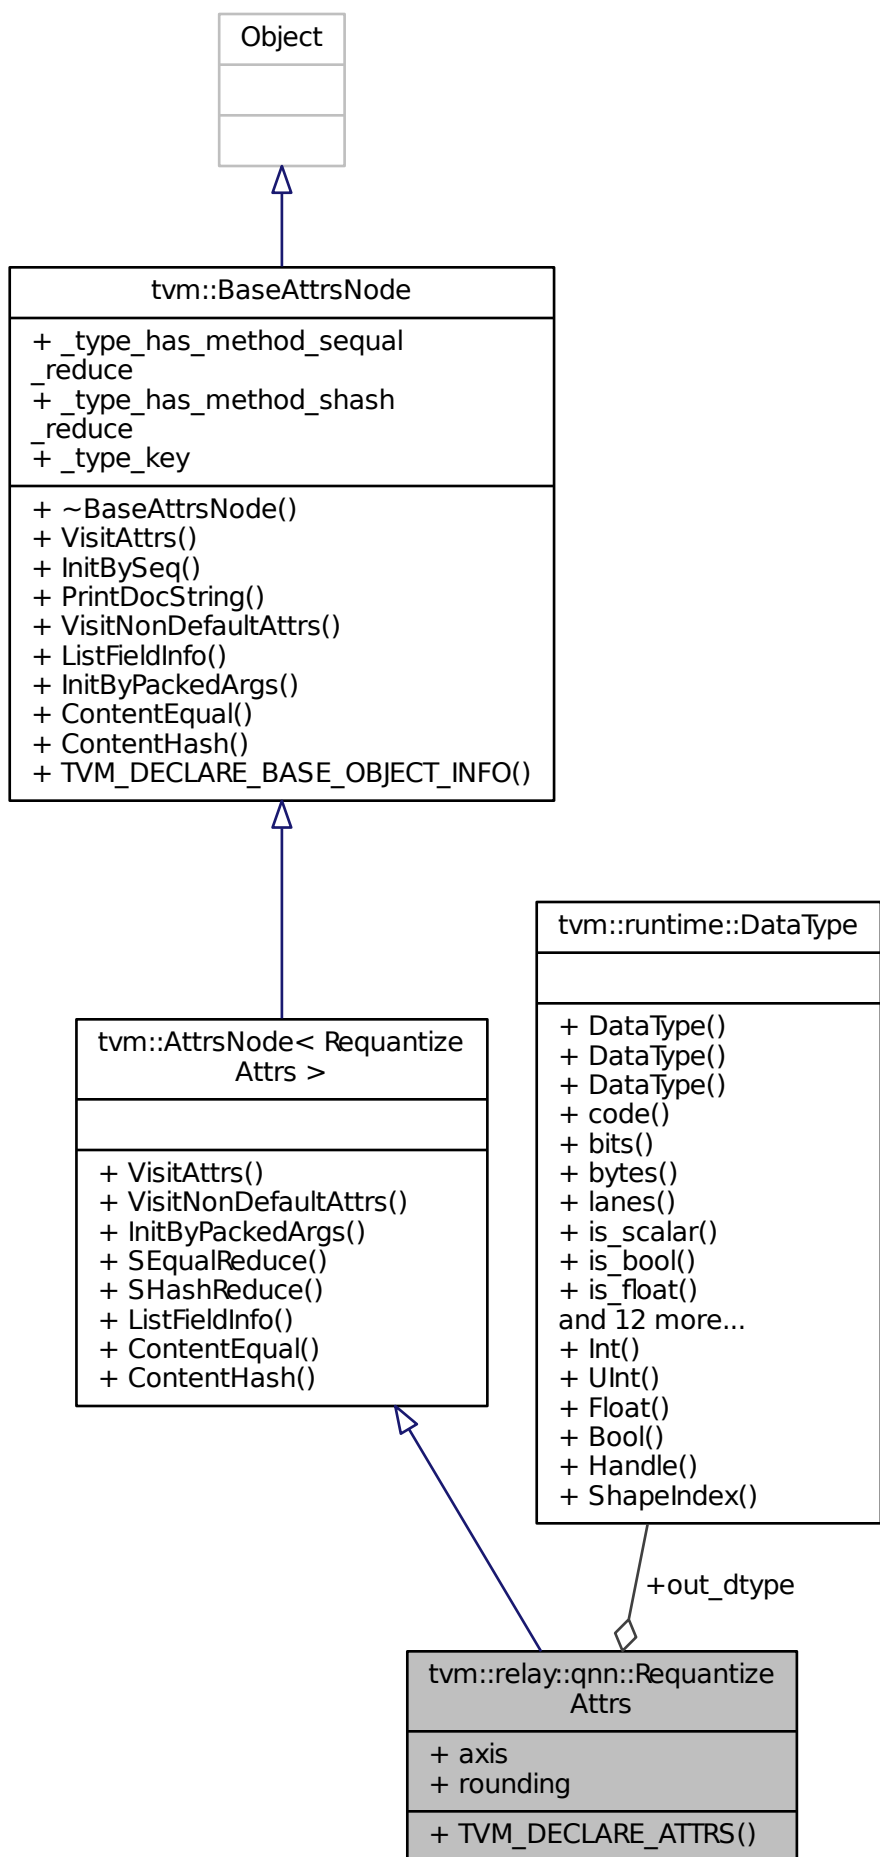 Object
tvm::BaseAttrsNode
+ _type_has_method_sequal
_reduce
+ _type_has_method_shash
_reduce
+ _type_key
+ ~BaseAttrsNode()
+ VisitAttrs()
+ InitBySeq()
+ PrintDocString()
+ VisitNonDefaultAttrs()
+ ListFieldInfo()
+ InitByPackedArgs()
+ ContentEqual()
+ ContentHash()
+ TVM_DECLARE_BASE_OBJECT_INFO()
tvm::runtime::DataType
+ DataType()
+ DataType()
+ DataType()
+ code()
+ bits()
+ bytes()
+ lanes()
+ is_scalar()
+ is_bool()
+ is_float()
and 12 more...
+ Int()
+ UInt()
+ Float()
+ Bool()
+ Handle()
+ ShapeIndex()
tvm::AttrsNode< Requantize
Attrs >
+ VisitAttrs()
+ VisitNonDefaultAttrs()
+ InitByPackedArgs()
+ SEqualReduce()
+ SHashReduce()
+ ListFieldInfo()
+ ContentEqual()
+ ContentHash()
+out_dtype
tvm::relay::qnn::Requantize
Attrs
+ axis
+ rounding
+ TVM_DECLARE_ATTRS()